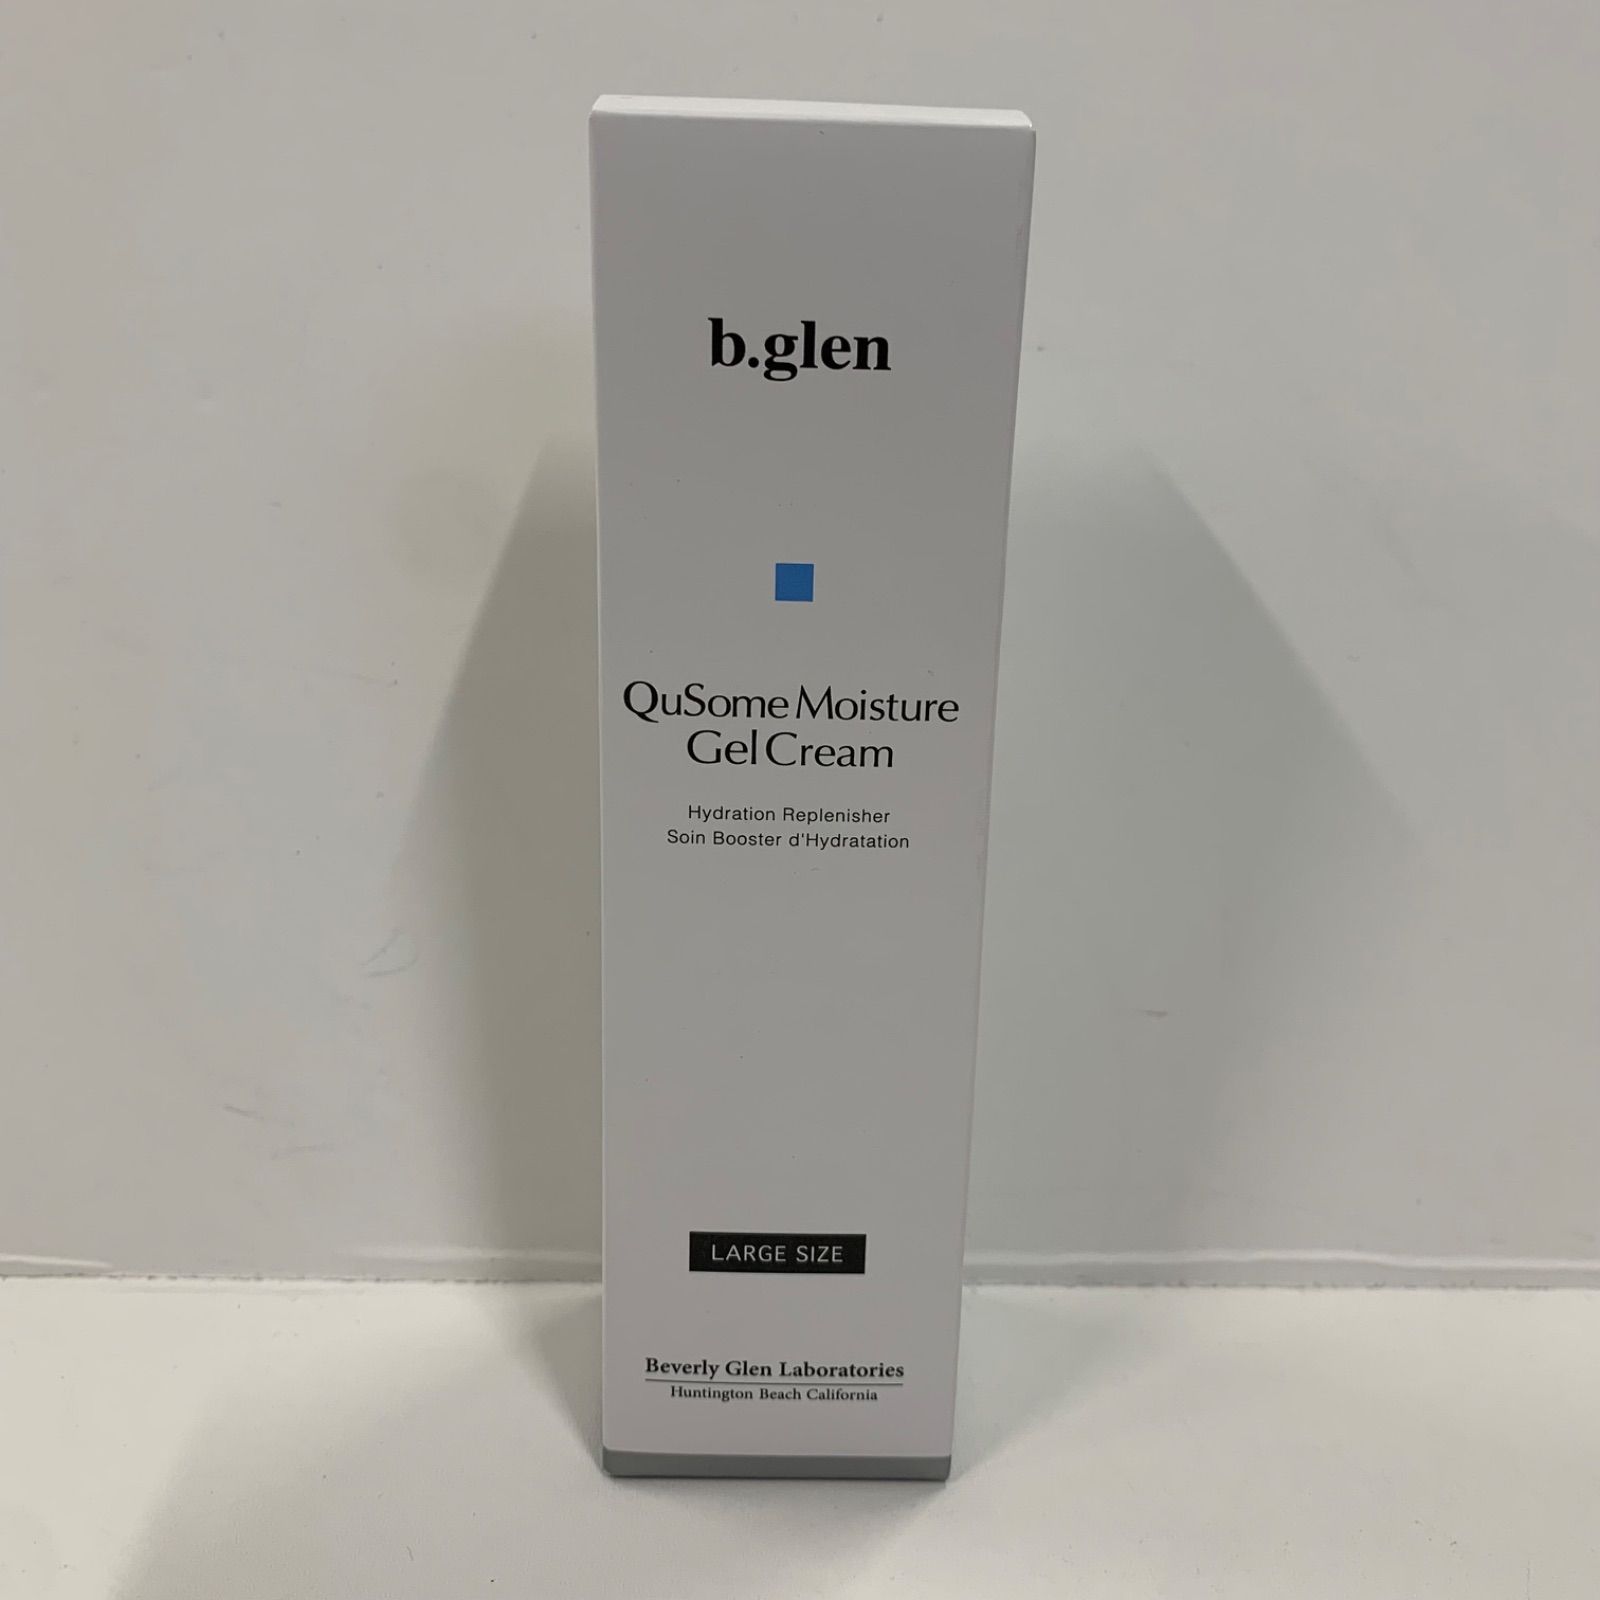 b.glen
QuSome Moisture
Gel Cream
Hydration Replenisher
Soin Booster d'Hydratation
LARGE SIZE
Beverly Glen Laboratories
Huntington Beach California